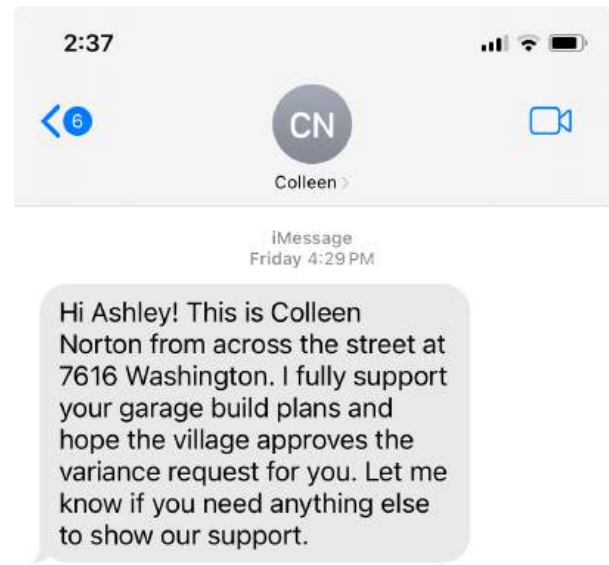 2:37
6
CN
Colleen
iMessage
Friday 4:29 PM
Hi Ashley! This is Colleen
Norton from across the street at
7616 Washington. I fully support
your garage build plans and
hope the village approves the
variance request for you. Let me
know if you need anything else
to show our support.